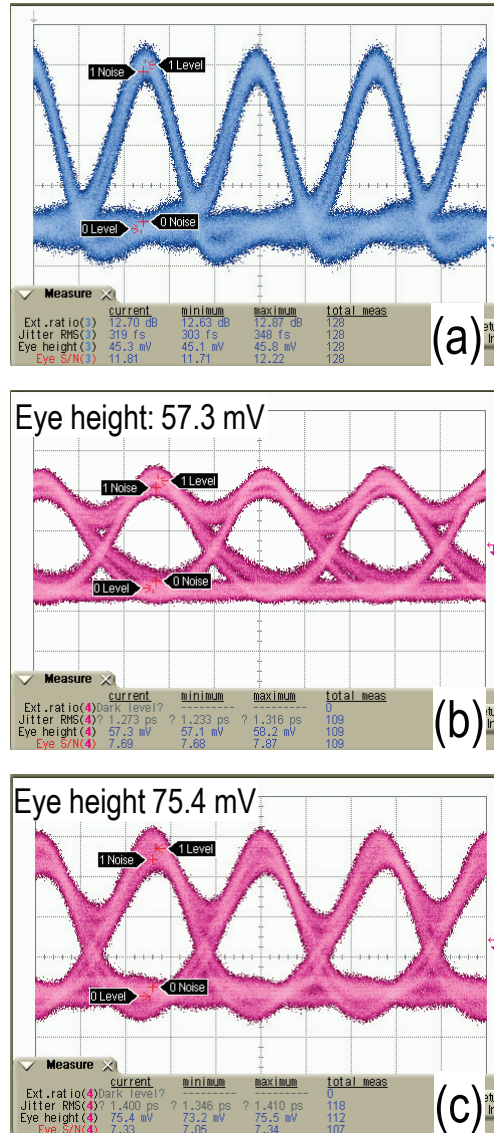 1 Level
1 Noise
0 Noise
0 Level
Measure
current minimum maximum total meas
Ext.ratio(3) 12.70 dB 12.63 dB 12.87 dB 128
Jitter RMS(3) 319 fs 303 fs 348 fs 128
Eye height(3) 45.3 mV 45.1 mV 45.8 mV 128
Eye S/N(3) 11.81 11.71 12.22 128
(a)
Eye height: 57.3 mV
1 Level
1 Noise
0 Noise
0 Level
Measure
current minimum maximum total meas
Ext.ratio(4) Dark level? --------- --------- 0
Jitter RMS(4) ? 1.273 ps ? 1.233 ps ? 1.316 ps 109
Eye height(4) 57.3 mV 57.1 mV 58.2 mV 109
Eye S/N(4) 7.69 7.68 7.87 109
(b)
Eye height 75.4 mV
1 Level
1 Noise
0 Noise
0 Level
Measure
current minimum maximum total meas
Ext.ratio(4) Dark level? --------- --------- 0
Jitter RMS(4) ? 1.400 ps ? 1.346 ps ? 1.410 ps 118
Eye height(4) 75.4 mV 73.2 mV 75.5 mV 112
Eye S/N(4) 7.33 7.05 7.34 107
(c)